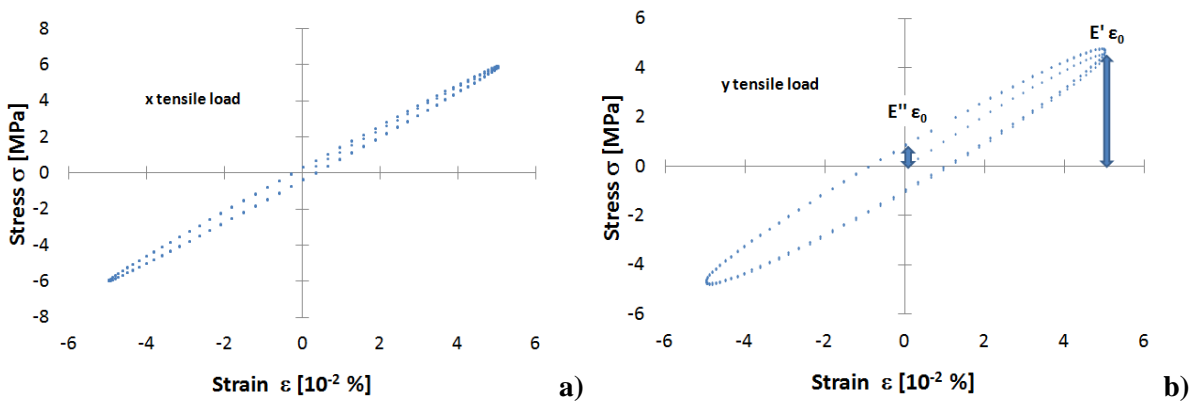 8
6
4
2
0
-2
-4
-6
-8
-6 -4 -2 0 2 4 6
Stress σ [MPa]
x tensile load
Strain ε [10⁻² %]
a)
6
4
2
0
-2
-4
-6
-6 -4 -2 0 2 4 6
Stress σ [MPa]
y tensile load
E'' ε₀
E' ε₀
Strain ε [10⁻² %]
b)